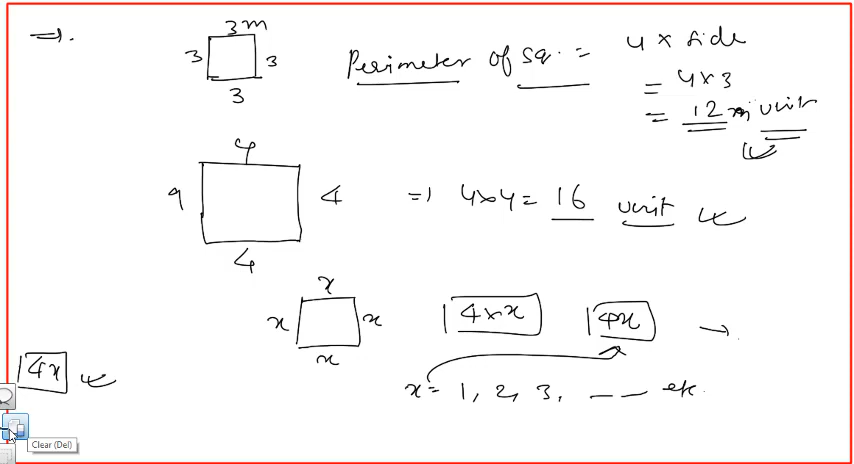 ⇒. 3m
3 3 Perimeter of sq. = 4 × side
3 = 4×3
= 12 m unit
4
4 4 ⇒ 4×4 = 16 unit
4
x
x x 4×x 4x →
x
4x
x = 1, 2, 3, — — etc.
Clear (Del)